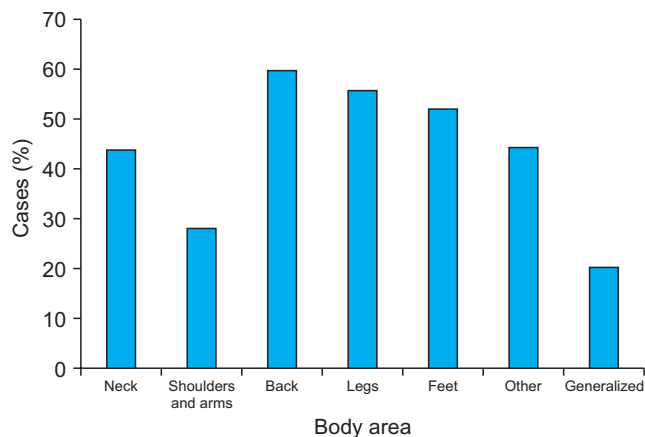 70
60
50
40
30
20
10
0
Cases (%)
Neck
Shoulders
and arms
Back
Legs
Feet
Other
Generalized
Body area